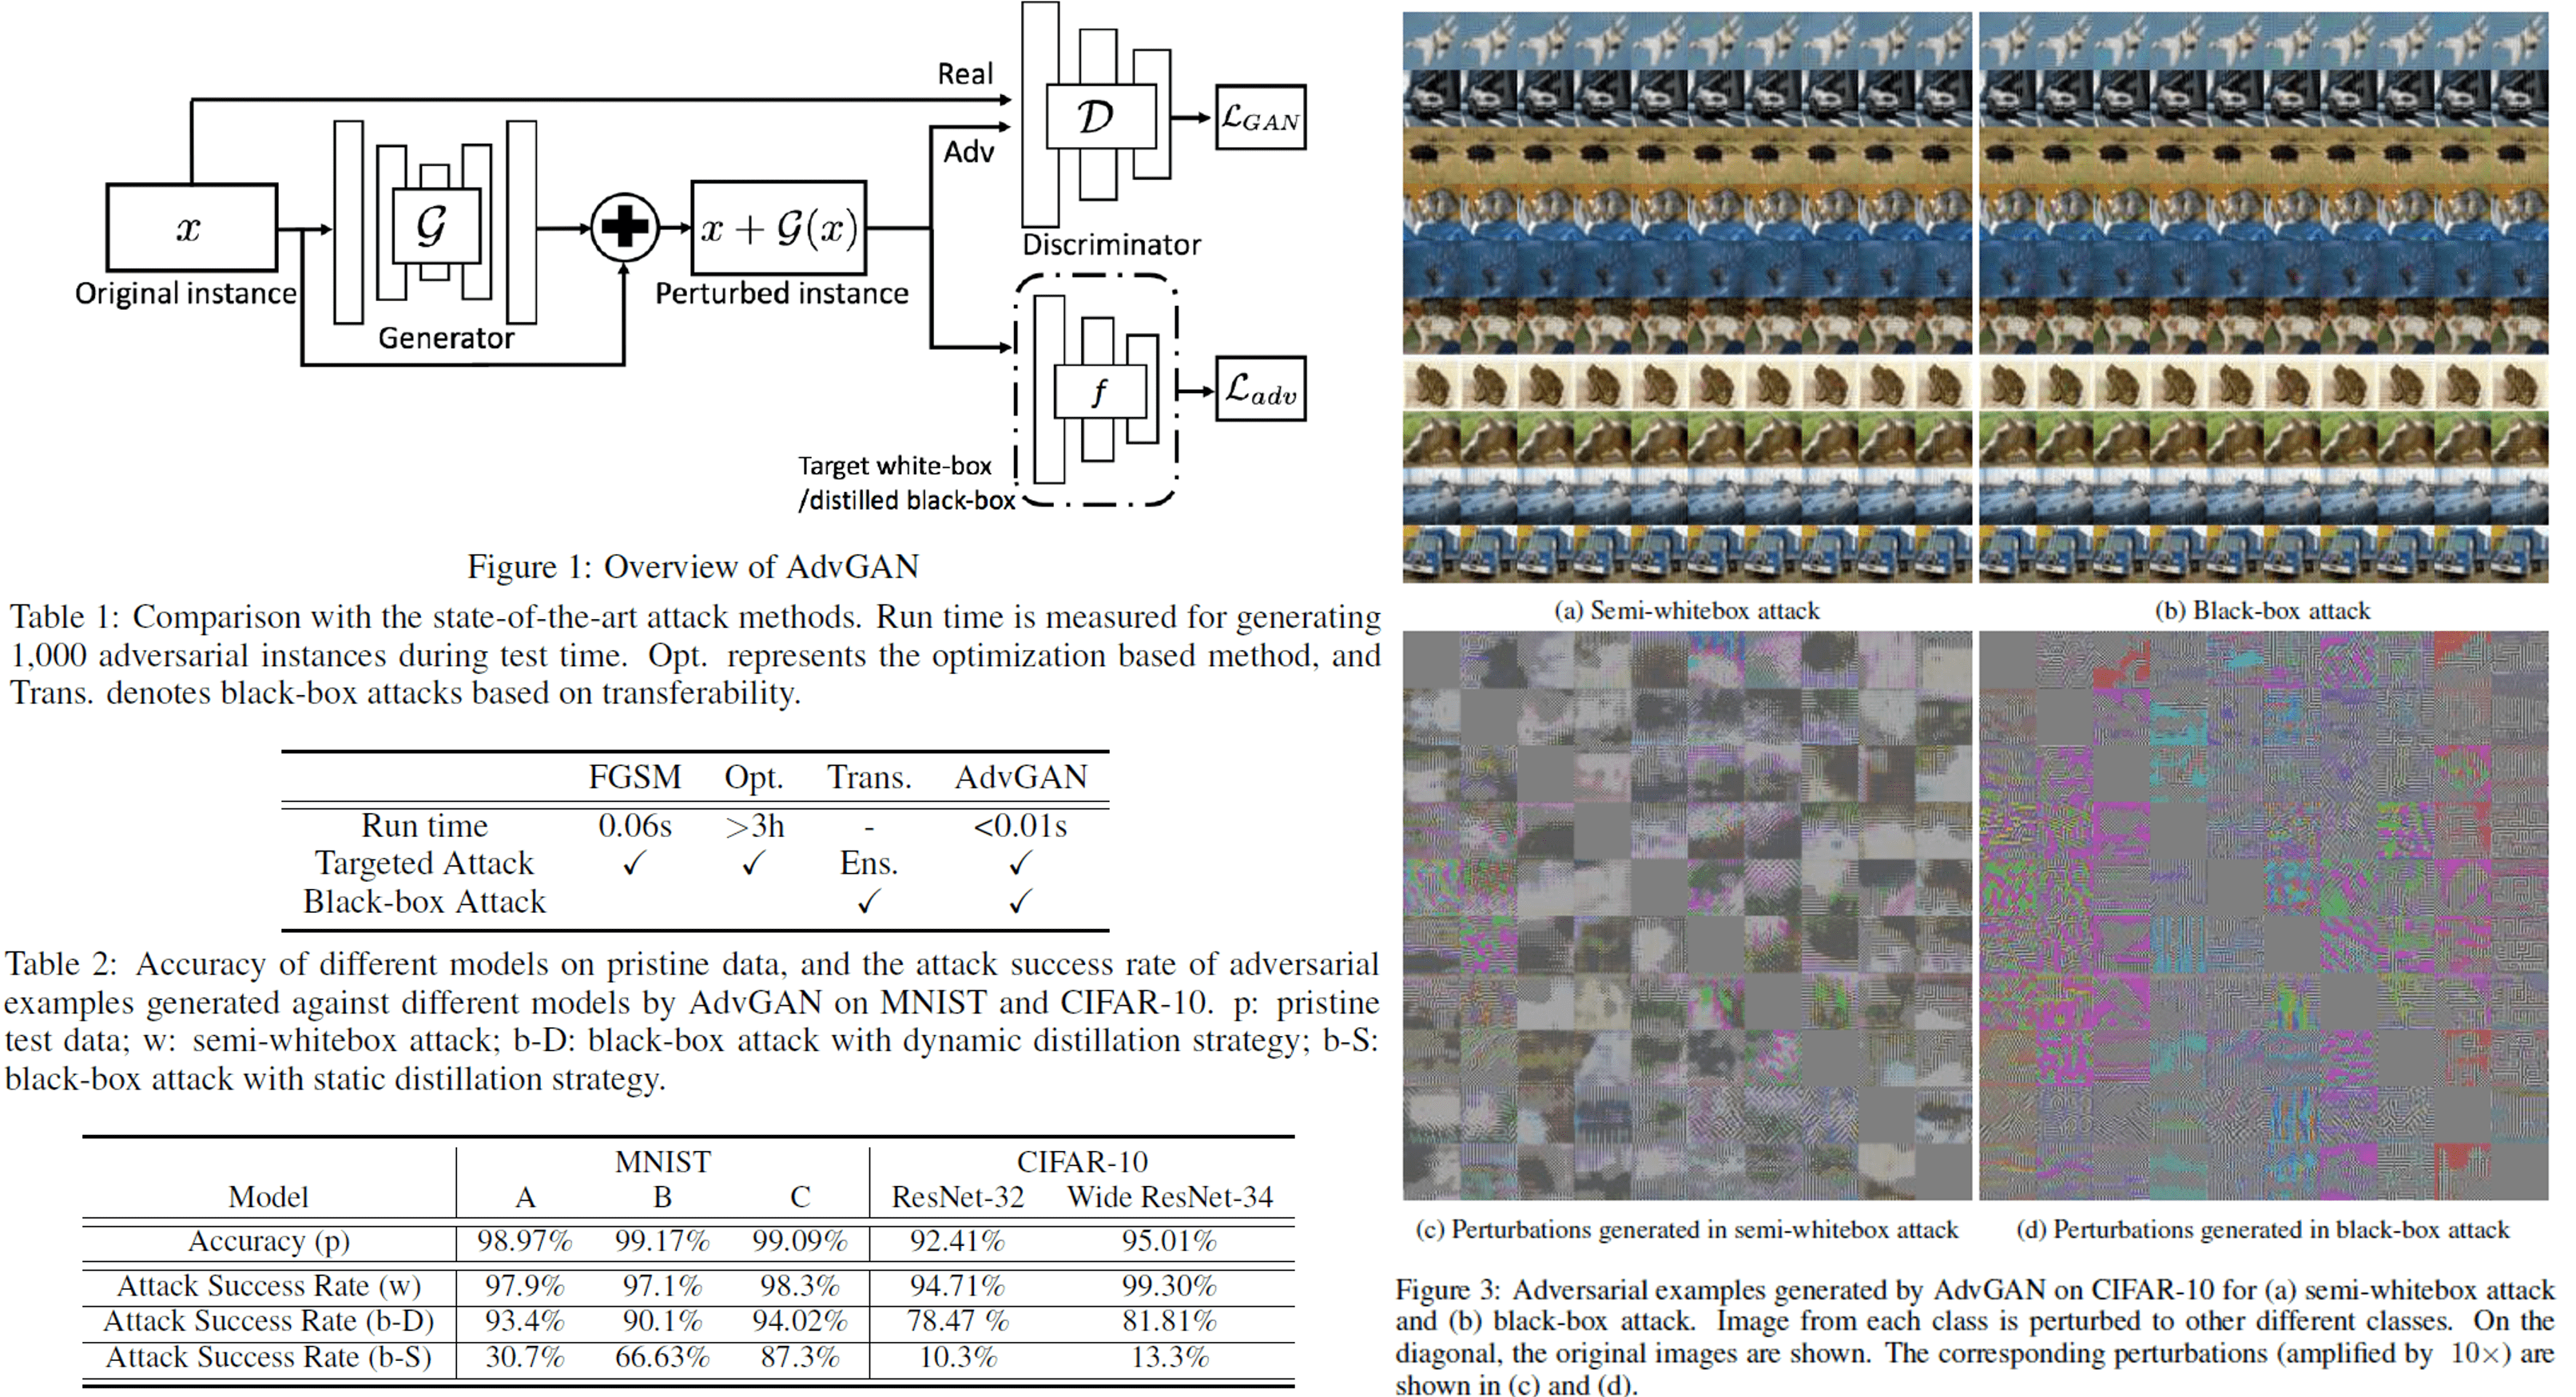 Real
Adv
D
L_GAN
Discriminator
x
Original instance
G
Generator
x + G(x)
Perturbed instance
f
L_adv
Target white-box
/distilled black-box
Figure 1: Overview of AdvGAN
Table 1: Comparison with the state-of-the-art attack methods. Run time is measured for generating
1,000 adversarial instances during test time. Opt. represents the optimization based method, and
Trans. denotes black-box attacks based on transferability.
FGSM Opt. Trans. AdvGAN
Run time 0.06s >3h - <0.01s
Targeted Attack ✓ ✓ Ens. ✓
Black-box Attack ✓ ✓
Table 2: Accuracy of different models on pristine data, and the attack success rate of adversarial
examples generated against different models by AdvGAN on MNIST and CIFAR-10. p: pristine
test data; w: semi-whitebox attack; b-D: black-box attack with dynamic distillation strategy; b-S:
black-box attack with static distillation strategy.
MNIST CIFAR-10
Model A B C ResNet-32 Wide ResNet-34
Accuracy (p) 98.97% 99.17% 99.09% 92.41% 95.01%
Attack Success Rate (w) 97.9% 97.1% 98.3% 94.71% 99.30%
Attack Success Rate (b-D) 93.4% 90.1% 94.02% 78.47 % 81.81%
Attack Success Rate (b-S) 30.7% 66.63% 87.3% 10.3% 13.3%
(a) Semi-whitebox attack
(b) Black-box attack
(c) Perturbations generated in semi-whitebox attack
(d) Perturbations generated in black-box attack
Figure 3: Adversarial examples generated by AdvGAN on CIFAR-10 for (a) semi-whitebox attack
and (b) black-box attack. Image from each class is perturbed to other different classes. On the
diagonal, the original images are shown. The corresponding perturbations (amplified by 10×) are
shown in (c) and (d).